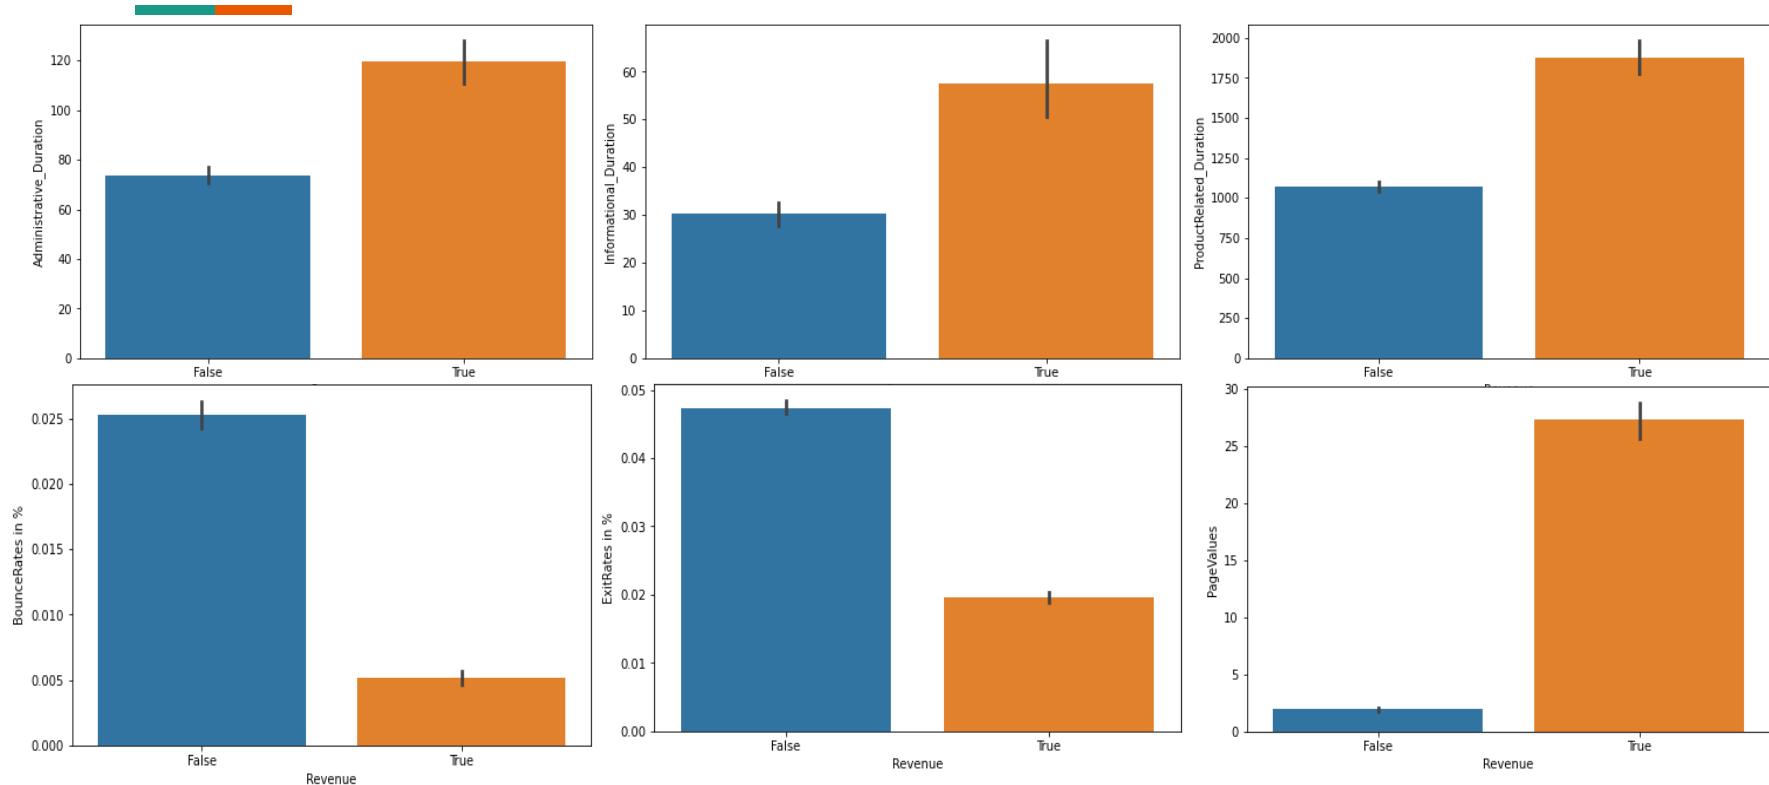 Administrative_Duration
120
100
80
60
40
20
0
False
True
Informational_Duration
60
50
40
30
20
10
0
False
True
ProductRelated_Duration
2000
1750
1500
1250
1000
750
500
250
0
False
True
BounceRates in %
0.025
0.020
0.015
0.010
0.005
0.000
False
True
Revenue
ExitRates in %
0.05
0.04
0.03
0.02
0.01
0.00
False
True
Revenue
PageValues
30
25
20
15
10
5
0
False
True
Revenue